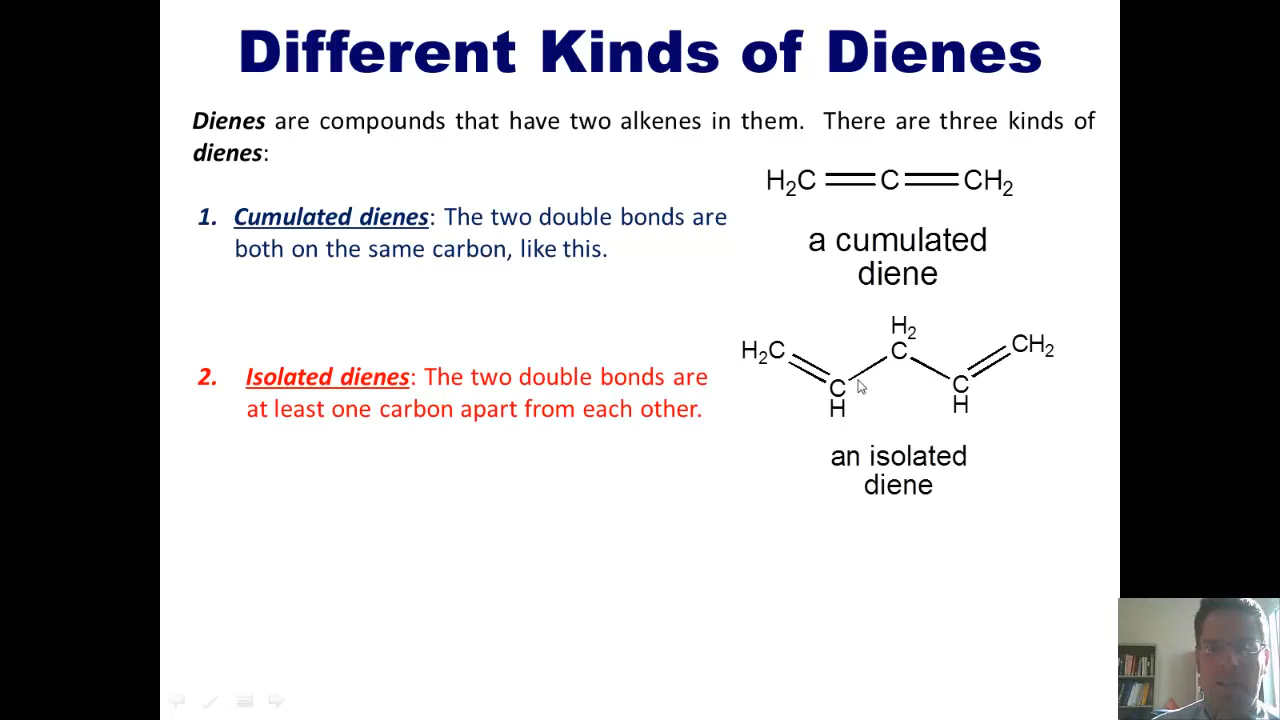 Different Kinds of Dienes
Dienes are compounds that have two alkenes in them. There are three kinds of
dienes:
H₂C=C=CH₂
1. Cumulated dienes: The two double bonds are
both on the same carbon, like this.
a cumulated
diene
H₂
H₂C C CH₂
2. Isolated dienes: The two double bonds are
at least one carbon apart from each other.
C C
H H
an isolated
diene